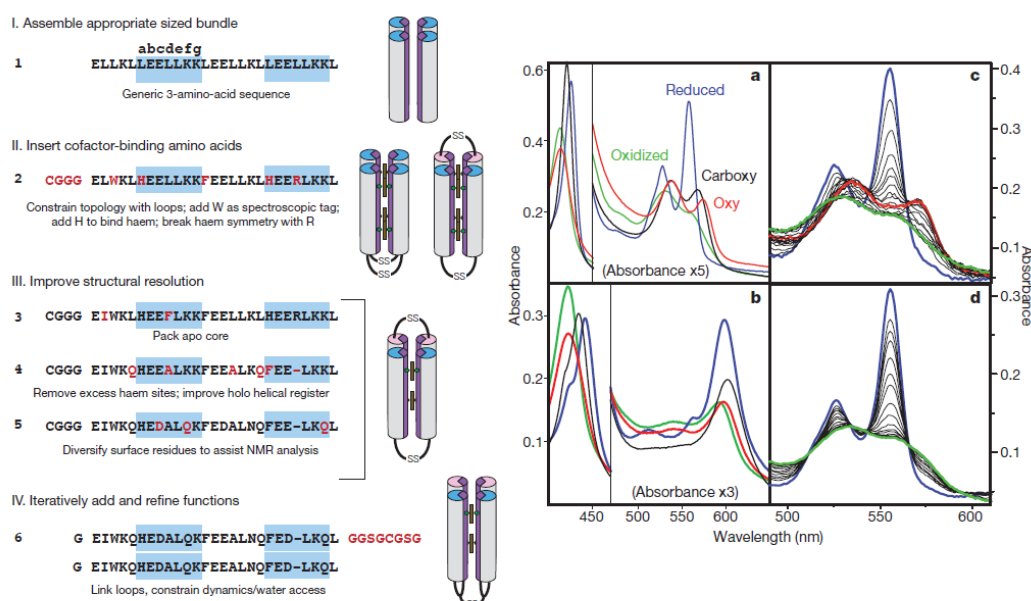 I. Assemble appropriate sized bundle
abcdefg
1 ELLKLLEELLKKLEELLKLLEELLKKL
Generic 3-amino-acid sequence
II. Insert cofactor-binding amino acids
2 CGGG ELWKLHEELLKKFEELLKLHEERLKKL
Constrain topology with loops; add W as spectroscopic tag;
add H to bind haem; break haem symmetry with R
III. Improve structural resolution
3 CGGG EIWKLHEEFLKKFEELLKLHEERLKKL
Pack apo core
4 CGGG EIWKQHEEALKKFEEALKQFEE-LKKL
Remove excess haem sites; improve holo helical register
5 CGGG EIWKQHEDALQKFEDALNQFEE-LKQL
Diversify surface residues to assist NMR analysis
IV. Iteratively add and refine functions
6 G EIWKQHEDALQKFEEALNQFED-LKQL GGSGCGSG
G EIWKQHEDALQKFEEALNQFED-LKQL
Link loops, constrain dynamics/water access
SS
SS
SS
SS
SS
SS
a
0.6
0.4
0.2
Reduced
Oxidized
Carboxy
Oxy
(Absorbance x5)
b
0.3
0.2
0.1
(Absorbance x3)
450 500 550 600
Absorbance
c
0.4
0.3
0.2
0.1
d
0.3
0.2
0.1
500 550 600
Absorbance
Wavelength (nm)